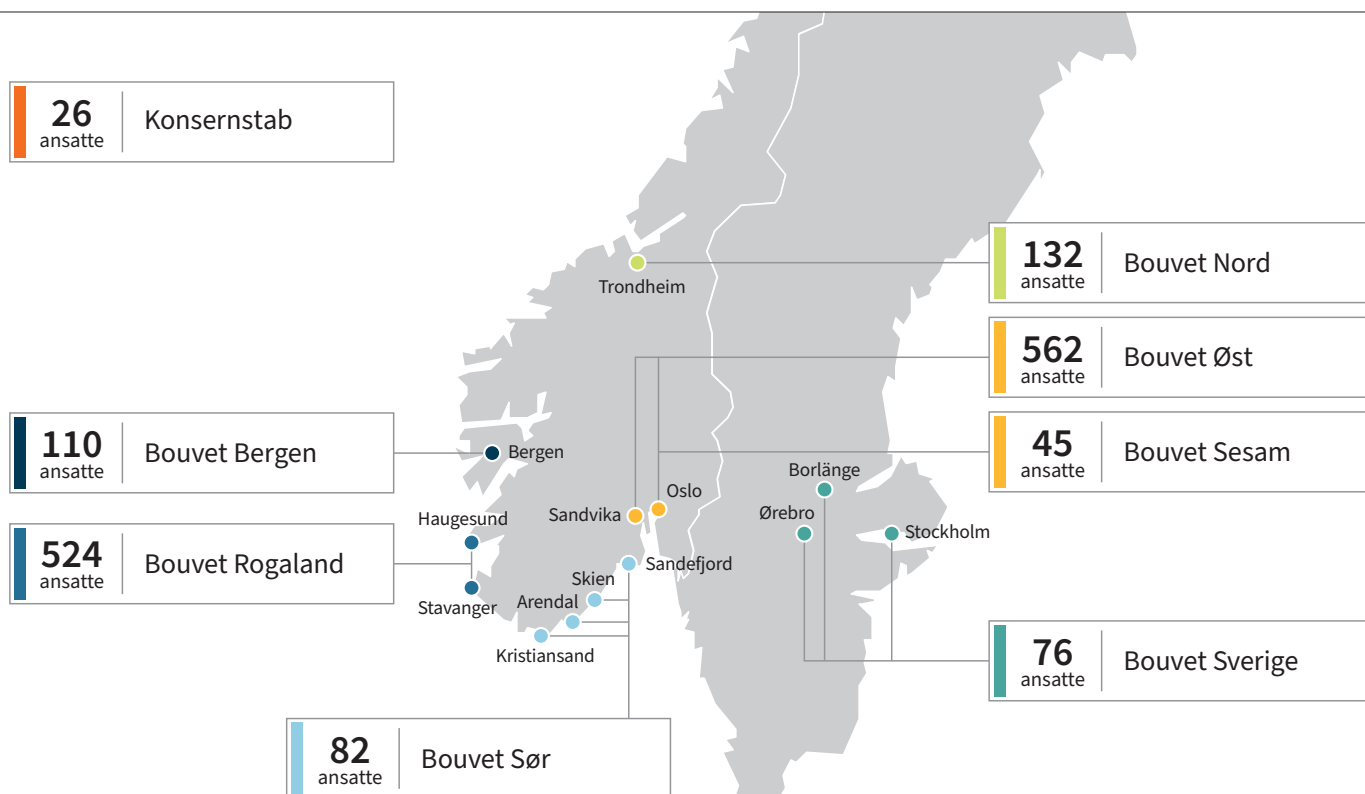 26
ansatte
Konsernstab
132
ansatte
Bouvet Nord
Trondheim
562
ansatte
Bouvet Øst
110
ansatte
Bouvet Bergen
Bergen
45
ansatte
Bouvet Sesam
Borlänge
Oslo
Sandvika
Ørebro
Haugesund
Stockholm
524
ansatte
Bouvet Rogaland
Sandefjord
Skien
Arendal
Stavanger
Kristiansand
76
ansatte
Bouvet Sverige
82
ansatte
Bouvet Sør